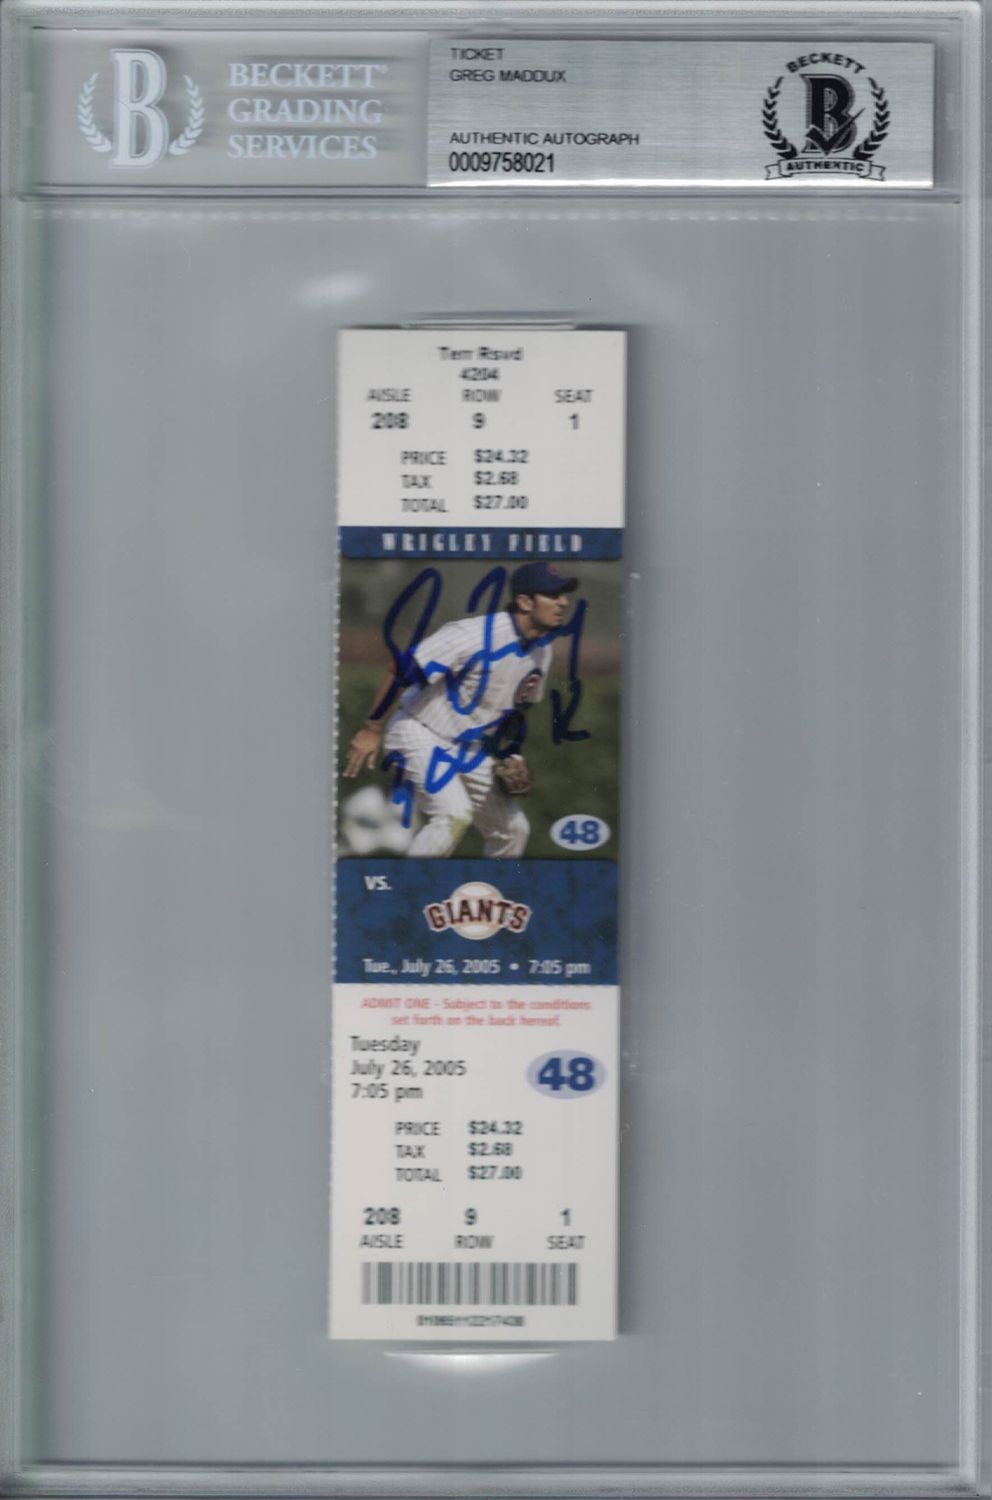 BECKETT®
GRADING
SERVICES
TICKET
GREG MADDUX
AUTHENTIC AUTOGRAPH
0009758021
BECKETT
B
AUTHENTIC
Terr Rsvd
4204
AISLE ROW SEAT
208 9 1
PRICE $24.32
TAX $2.68
TOTAL $27.00
WRIGLEY FIELD
3000 K
48
VS.
GIANTS
Tue., July 26, 2005 • 7:05 pm
ADMIT ONE - Subject to the conditions
set forth on the back hereof.
Tuesday
July 26, 2005
7:05 pm
48
PRICE $24.32
TAX $2.68
TOTAL $27.00
208 9 1
AISLE ROW SEAT